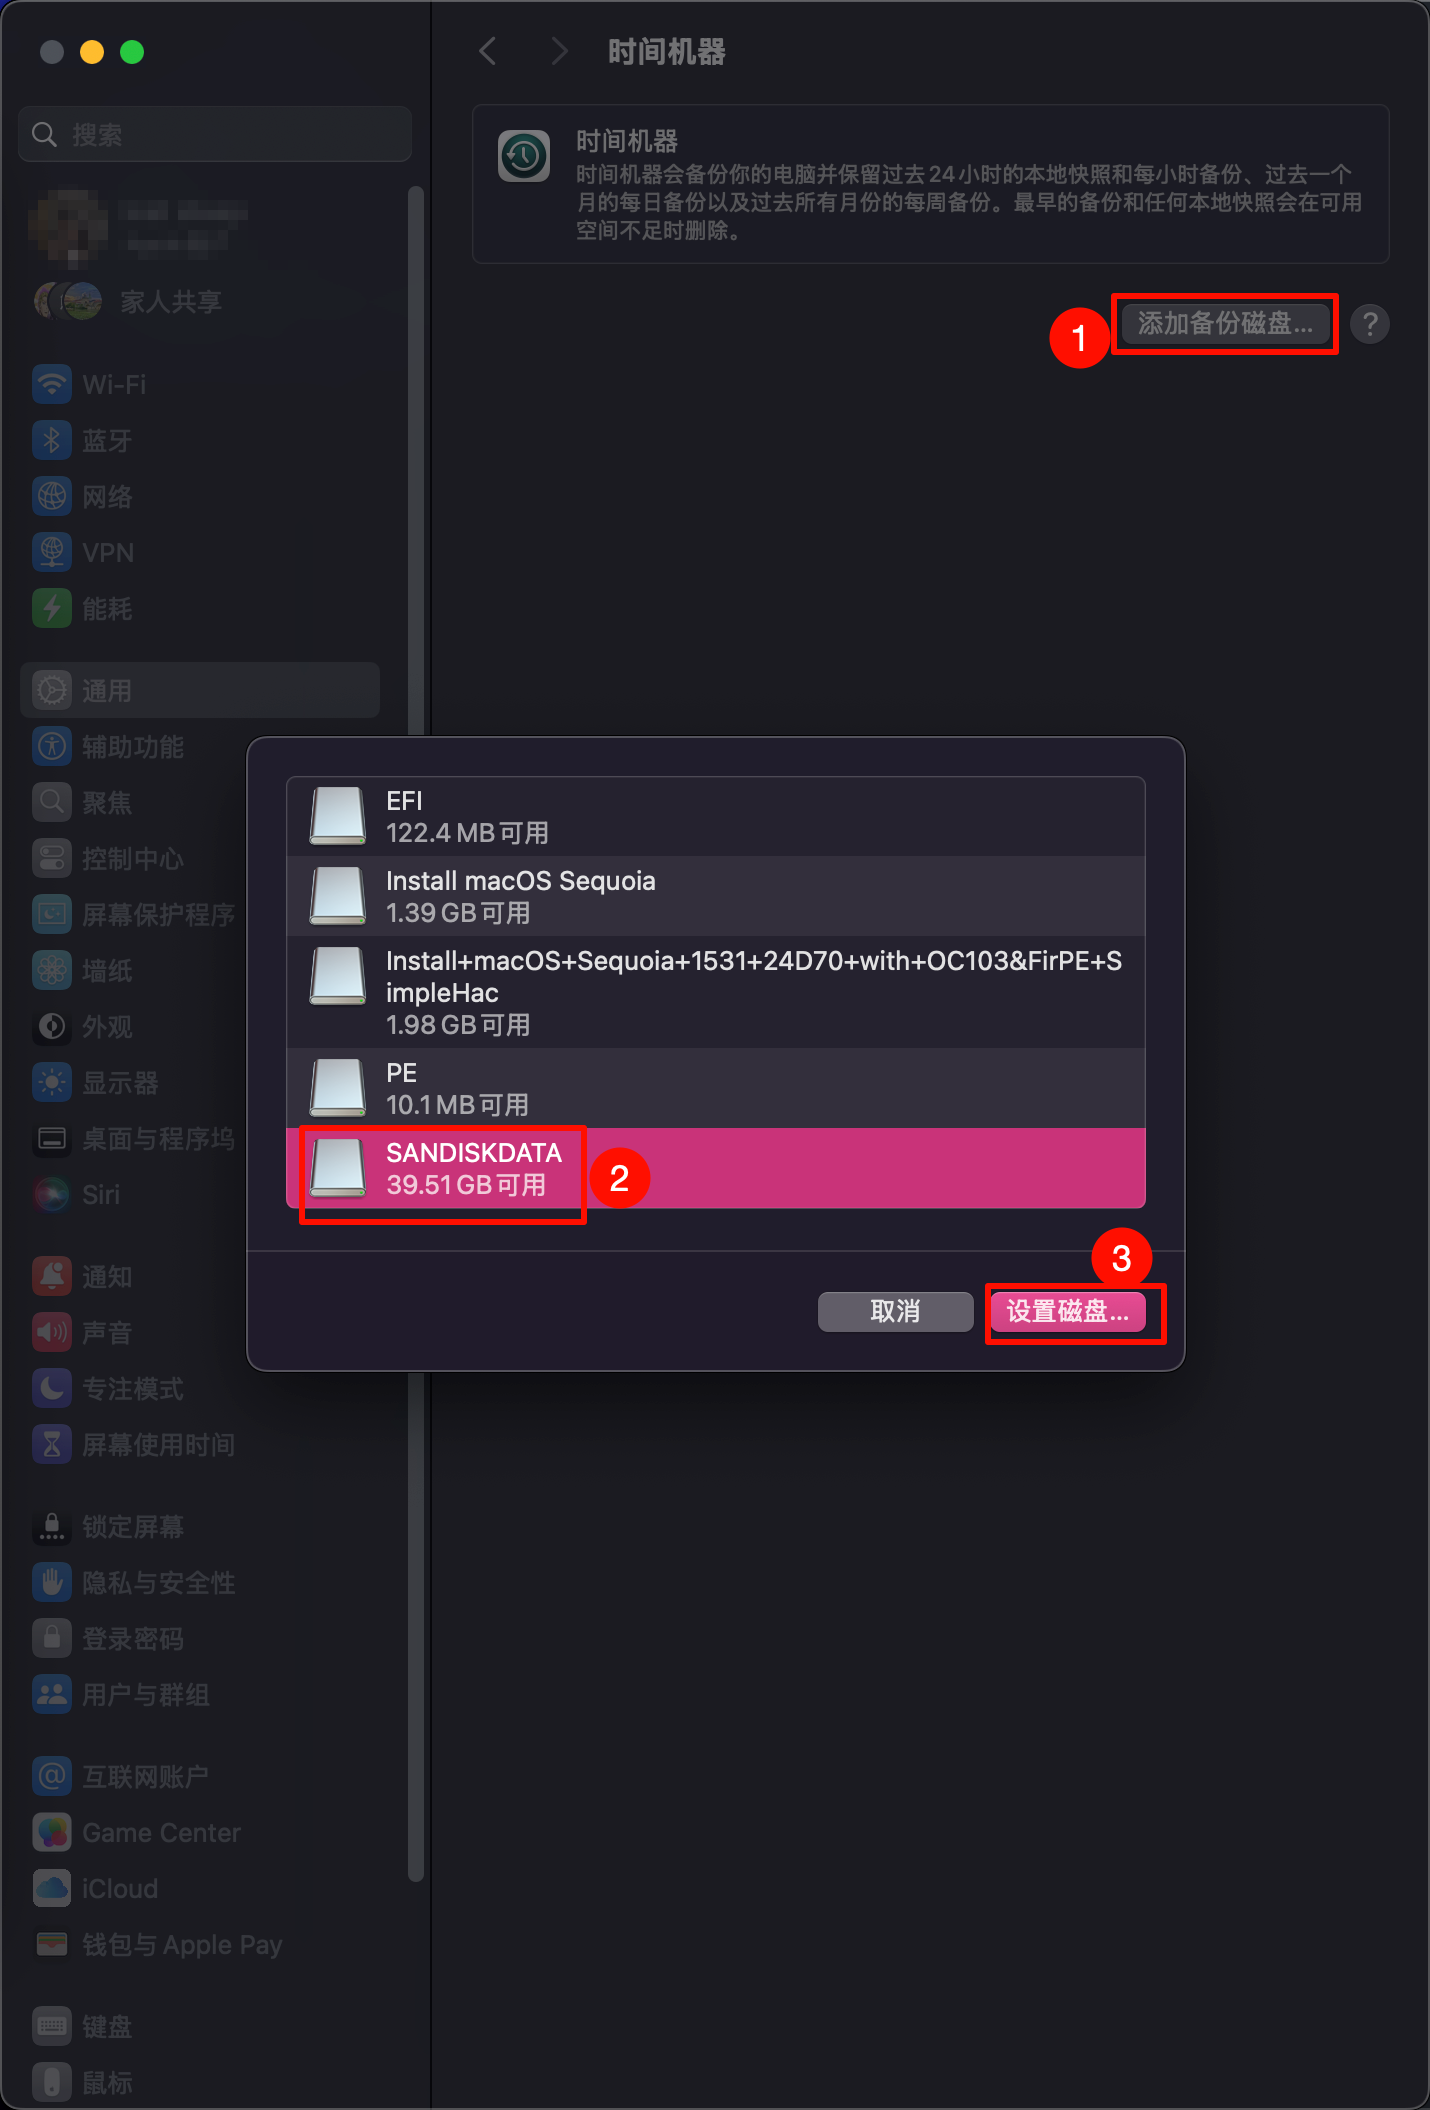 时间机器
搜索
时间机器
时间机器会备份你的电脑并保留过去24小时的本地快照和每小时备份、过去一个
月的每日备份以及过去所有月份的每周备份。最早的备份和任何本地快照会在可用
空间不足时删除。
家人共享
1
添加备份磁盘...
?
Wi-Fi
蓝牙
网络
VPN
能耗
通用
辅助功能
聚焦
控制中心
屏幕保护程序
墙纸
外观
显示器
桌面与程序坞
Siri
通知
声音
专注模式
屏幕使用时间
锁定屏幕
隐私与安全性
登录密码
用户与群组
互联网账户
Game Center
iCloud
钱包与 Apple Pay
键盘
鼠标
EFI
122.4 MB可用
Install macOS Sequoia
1.39 GB可用
Install+macOS+Sequoia+1531+24D70+with+OC103&FirPE+S
impleHac
1.98 GB可用
PE
10.1 MB可用
SANDISKDATA
39.51 GB可用
2
3
取消
设置磁盘...